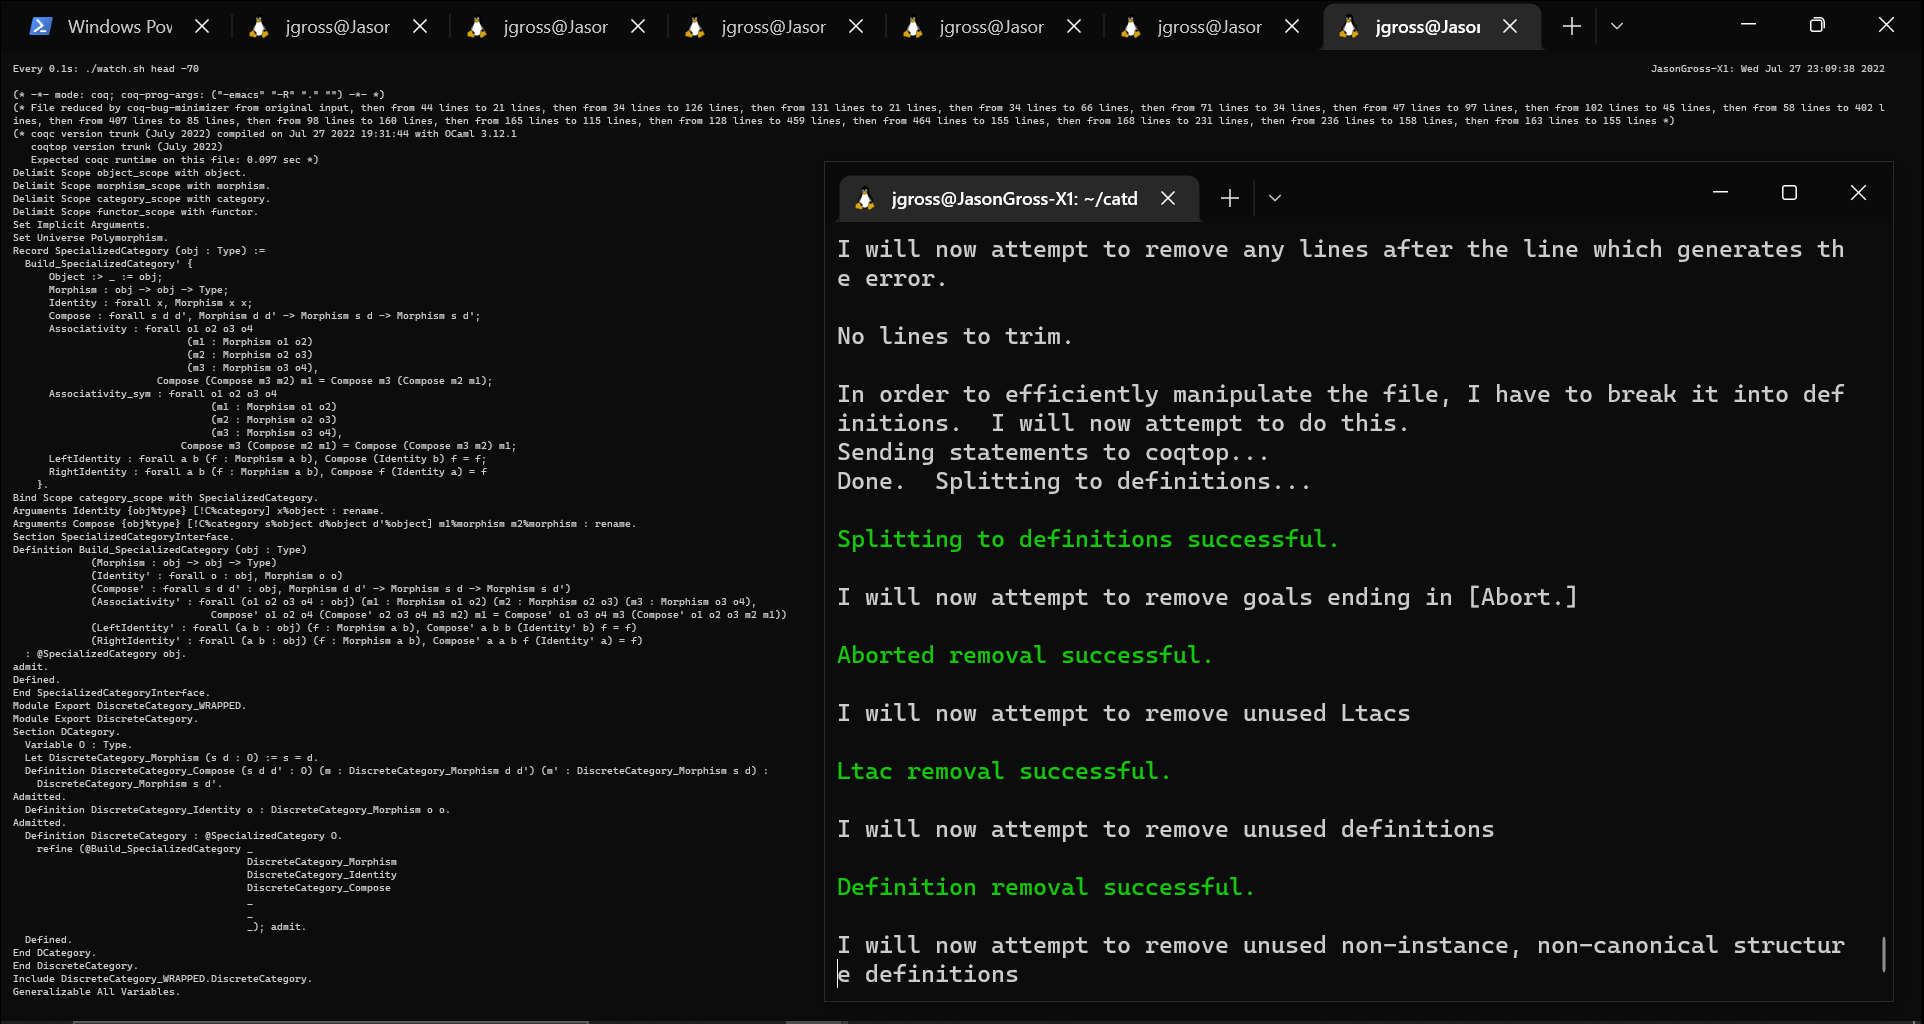 Windows Pov
jgross@Jasor
jgross@Jasor
jgross@Jasor
jgross@Jasor
jgross@Jasor
jgross@Jasor
Every 0.1s: ./watch.sh head -70
JasonGross-X1: Wed Jul 27 23:09:38 2022
(* -*- mode: coq; coq-prog-args: ("-emacs" "-R" "." "") -*- *)
(* File reduced by coq-bug-minimizer from original input, then from 44 lines to 21 lines, then from 34 lines to 126 lines, then from 131 lines to 21 lines, then from 34 lines to 66 lines, then from 71 lines to 34 lines, then from 47 lines to 97 lines, then from 102 lines to 45 lines, then from 58 lines to 402 l
ines, then from 407 lines to 85 lines, then from 98 lines to 160 lines, then from 165 lines to 115 lines, then from 128 lines to 459 lines, then from 464 lines to 155 lines, then from 168 lines to 231 lines, then from 236 lines to 158 lines, then from 163 lines to 155 lines *)
(* coqc version trunk (July 2022) compiled on Jul 27 2022 19:31:44 with OCaml 3.12.1
coqtop version trunk (July 2022)
Expected coqc runtime on this file: 0.097 sec *)
Delimit Scope object_scope with object.
Delimit Scope morphism_scope with morphism.
Delimit Scope category_scope with category.
Delimit Scope functor_scope with functor.
Set Implicit Arguments.
Set Universe Polymorphism.
Record SpecializedCategory (obj : Type) :=
Build_SpecializedCategory' {
Object :> _ := obj;
Morphism : obj -> obj -> Type;
Identity : forall x, Morphism x x;
Compose : forall s d d', Morphism d d' -> Morphism s d -> Morphism s d';
Associativity : forall o1 o2 o3 o4
(m1 : Morphism o1 o2)
(m2 : Morphism o2 o3)
(m3 : Morphism o3 o4),
Compose (Compose m3 m2) m1 = Compose m3 (Compose m2 m1);
Associativity_sym : forall o1 o2 o3 o4
(m1 : Morphism o1 o2)
(m2 : Morphism o2 o3)
(m3 : Morphism o3 o4),
Compose m3 (Compose m2 m1) = Compose (Compose m3 m2) m1;
LeftIdentity : forall a b (f : Morphism a b), Compose (Identity b) f = f;
RightIdentity : forall a b (f : Morphism a b), Compose f (Identity a) = f
}.
Bind Scope category_scope with SpecializedCategory.
Arguments Identity {obj%type} [!C%category] x%object : rename.
Arguments Compose {obj%type} [!C%category s%object d%object d'%object] m1%morphism m2%morphism : rename.
Section SpecializedCategoryInterface.
Definition Build_SpecializedCategory (obj : Type)
(Morphism : obj -> obj -> Type)
(Identity' : forall o : obj, Morphism o o)
(Compose' : forall s d d' : obj, Morphism d d' -> Morphism s d -> Morphism s d')
(Associativity' : forall (o1 o2 o3 o4 : obj) (m1 : Morphism o1 o2) (m2 : Morphism o2 o3) (m3 : Morphism o3 o4),
Compose' o1 o2 o4 (Compose' o2 o3 o4 m3 m2) m1 = Compose' o1 o3 o4 m3 (Compose' o1 o2 o3 m2 m1))
(LeftIdentity' : forall (a b : obj) (f : Morphism a b), Compose' a b b (Identity' b) f = f)
(RightIdentity' : forall (a b : obj) (f : Morphism a b), Compose' a a b f (Identity' a) = f)
: @SpecializedCategory obj.
admit.
Defined.
End SpecializedCategoryInterface.
Module Export DiscreteCategory_WRAPPED.
Module Export DiscreteCategory.
Section DCategory.
Variable O : Type.
Let DiscreteCategory_Morphism (s d : O) := s = d.
Definition DiscreteCategory_Compose (s d d' : O) (m : DiscreteCategory_Morphism d d') (m' : DiscreteCategory_Morphism s d) :
DiscreteCategory_Morphism s d'.
Admitted.
Definition DiscreteCategory_Identity o : DiscreteCategory_Morphism o o.
Admitted.
Definition DiscreteCategory : @SpecializedCategory O.
refine (@Build_SpecializedCategory _
DiscreteCategory_Morphism
DiscreteCategory_Identity
DiscreteCategory_Compose
_
_
_); admit.
Defined.
End DCategory.
End DiscreteCategory.
Include DiscreteCategory_WRAPPED.DiscreteCategory.
Generalizable All Variables.
jgross@JasonGross-X1: ~/catd
I will now attempt to remove any lines after the line which generates th
e error.
No lines to trim.
In order to efficiently manipulate the file, I have to break it into def
initions.  I will now attempt to do this.
Sending statements to coqtop...
Done.  Splitting to definitions...
Splitting to definitions successful.
I will now attempt to remove goals ending in [Abort.]
Aborted removal successful.
I will now attempt to remove unused Ltacs
Ltac removal successful.
I will now attempt to remove unused definitions
Definition removal successful.
I will now attempt to remove unused non-instance, non-canonical structur
e definitions